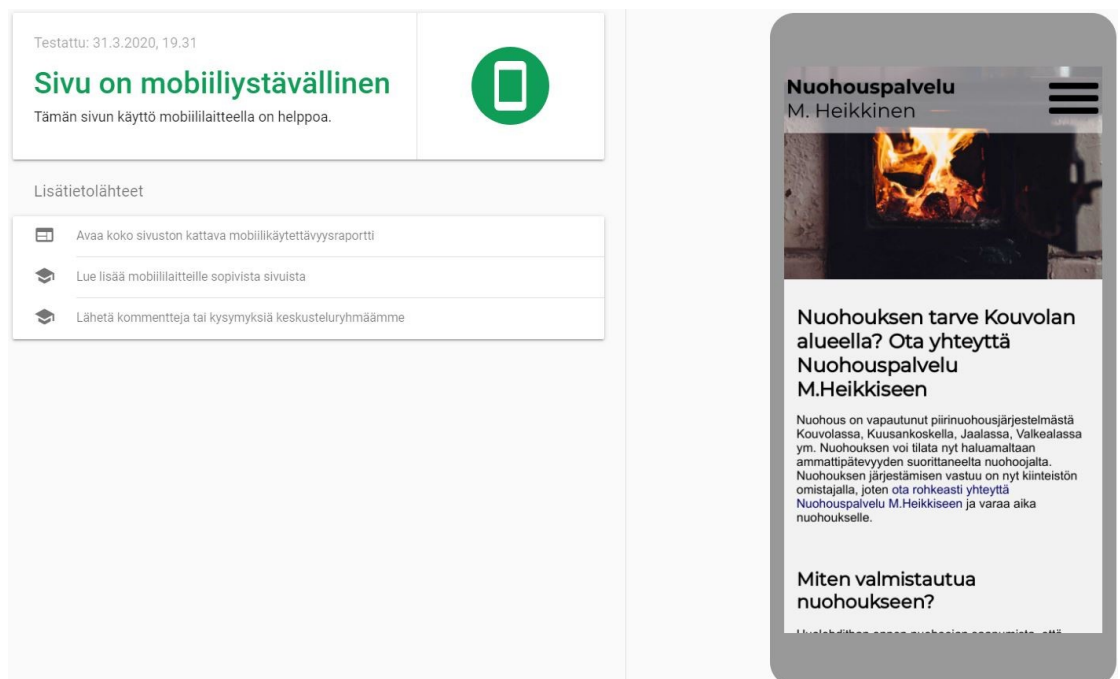 Testattu: 31.3.2020, 19.31
Sivu on mobiiliystävällinen
Tämän sivun käyttö mobiililaitteella on helppoa.
Lisätietolähteet
Avaa koko sivuston kattava mobiilikäytettävyysraportti
Lue lisää mobiililaitteille sopivista sivuista
Lähetä kommentteja tai kysymyksiä keskusteluryhmäämme
Nuohouspalvelu
M. Heikkinen
Nuohouksen tarve Kouvolan
alueella? Ota yhteyttä
Nuohouspalvelu
M.Heikkiseen
Nuohous on vapautunut piirinuohousjärjestelmästä
Kouvolassa, Kuusankoskella, Jaalassa, Valkealassa
ym. Nuohouksen voi tilata nyt haluamaltaan
ammattipätevyyden suorittaneelta nuohoojalta.
Nuohouksen järjestämisen vastuu on nyt kiinteistön
omistajalla, joten ota rohkeasti yhteyttä
Nuohouspalvelu M.Heikkiseen ja varaa aika
nuohoukselle.
Miten valmistautua
nuohoukseen?